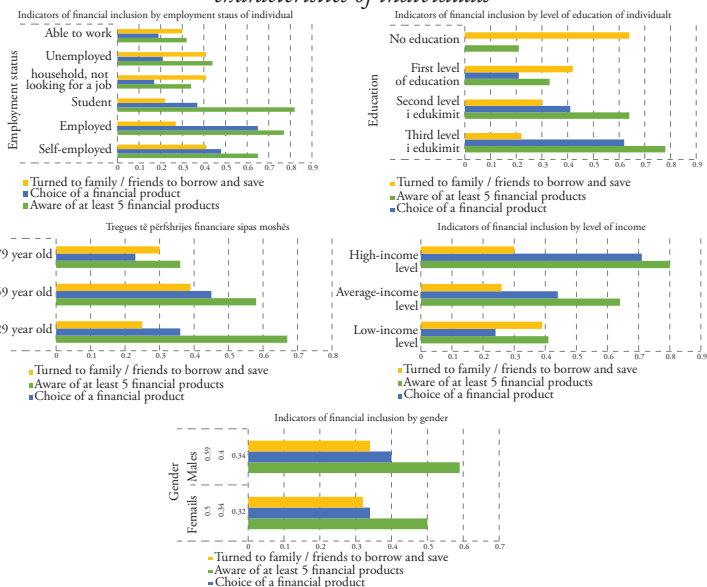 characteristics of individuals
Indicators of financial inclusion by employment staus of individual
Employment status
Able to work
Unemployed
household, not
looking for a job
Student
Employed
Self-employed
0 0.1 0.2 0.3 0.4 0.5 0.6 0.7 0.8 0.9
Turned to family / friends to borrow and save
Choice of a financial product
Aware of at least 5 financial products
Indicators of financial inclusion by level of education of individual
Education
No education
First level
of education
Second level
i edukimit
Third level
i edukimit
0 0.1 0.2 0.3 0.4 0.5 0.6 0.7 0.8 0.9
Turned to family / friends to borrow and save
Aware of at least 5 financial products
Choice of a financial product
Tregues të përfshrijes financiare sipas moshës
79 year old
59 year old
29 year old
0 0.1 0.2 0.3 0.4 0.5 0.6 0.7 0.8
Turned to family / friends to borrow and save
Aware of at least 5 financial products
Choice of a financial product
Indicators of financial inclusion by level of income
High-income
level
Average-income
level
Low-income
level
0 0.1 0.2 0.3 0.4 0.5 0.6 0.7 0.8 0.9
Turned to family / friends to borrow and save
Aware of at least 5 financial products
Choice of a financial product
Indicators of financial inclusion by gender
Gender
Males
0.59 0.4 0.34
Femails
0.5 0.34 0.32
0 0.1 0.2 0.3 0.4 0.5 0.6 0.7
Turned to family / friends to borrow and save
Aware of at least 5 financial products
Choice of a financial product